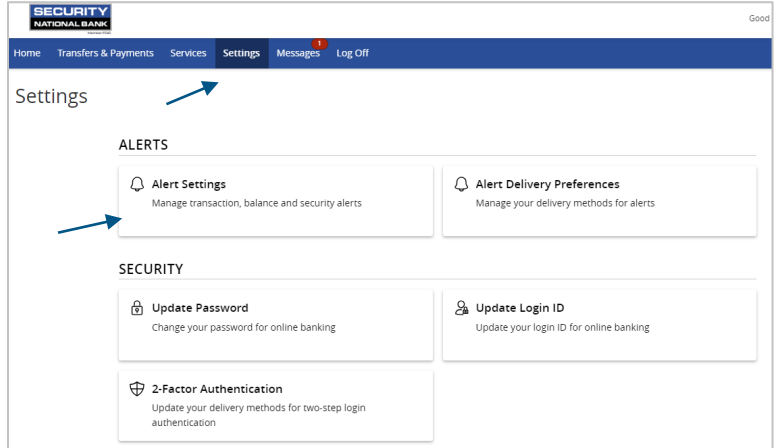 SECURITY
NATIONAL BANK
Good
Home Transfers & Payments Services Settings Messages 1 Log Off
Settings
ALERTS
Alert Settings
Manage transaction, balance and security alerts
Alert Delivery Preferences
Manage your delivery methods for alerts
SECURITY
Update Password
Change your password for online banking
Update Login ID
Update your login ID for online banking
2-Factor Authentication
Update your delivery methods for two-step login
authentication